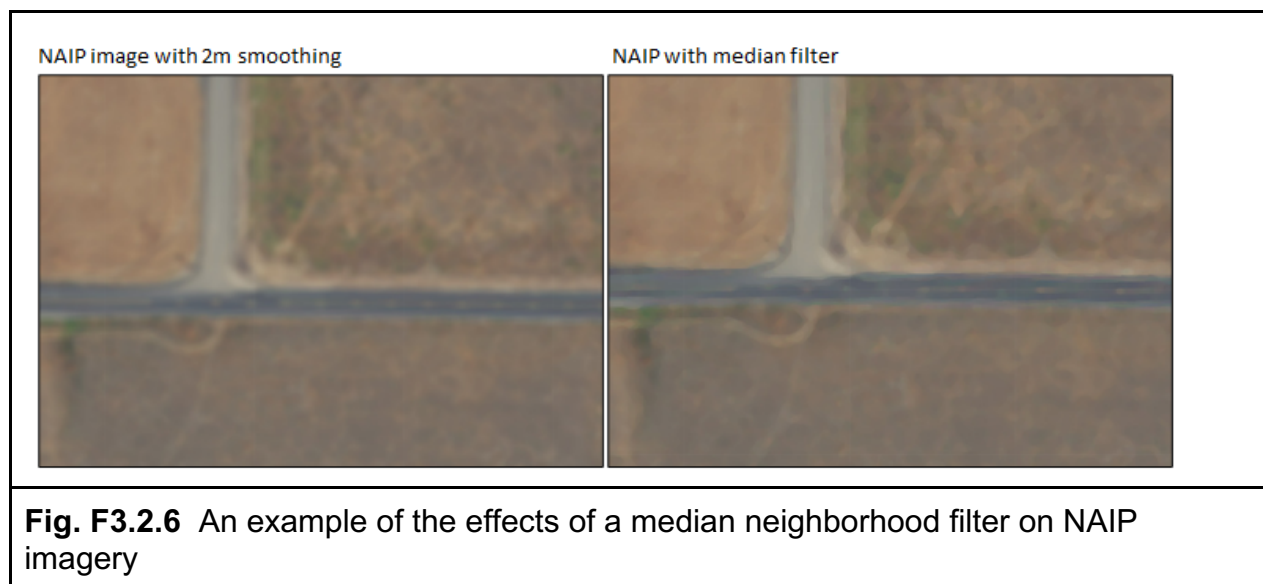 NAIP image with 2m smoothing
NAIP with median filter
Fig. F3.2.6 An example of the effects of a median neighborhood filter on NAIP
imagery